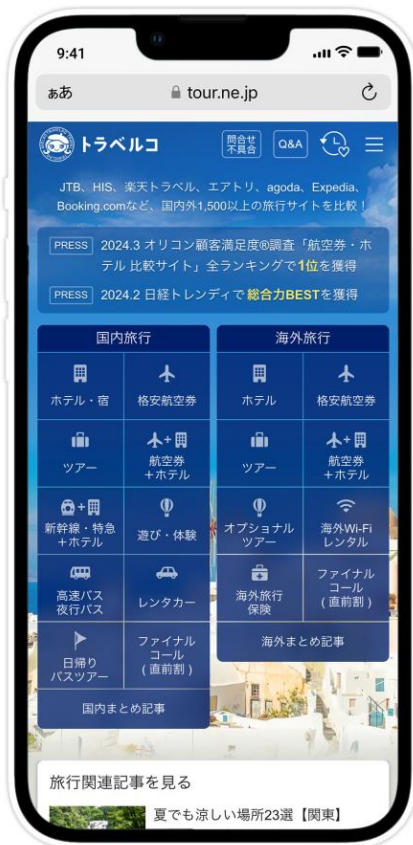 9:41
ぁあ
tour.ne.jp
トラベルコ
問合せ
不具合
Q&A
JTB、HIS、楽天トラベル、エアトリ、agoda、Expedia、
Booking.comなど、国内外1,500以上の旅行サイトを比較！
PRESS 2024.3 オリコン顧客満足度®調査「航空券・ホ
テル 比較サイト」全ランキングで1位を獲得
PRESS 2024.2 日経トレンディで 総合力BESTを獲得
国内旅行
ホテル・宿
格安航空券
ツアー
航空券
+ホテル
新幹線・特急
+ホテル
遊び・体験
高速バス
夜行バス
レンタカー
日帰り
バスツアー
ファイナル
コール
(直前割)
国内まとめ記事
海外旅行
ホテル
格安航空券
ツアー
航空券
+ホテル
オプショナル
ツアー
海外Wi-Fi
レンタル
海外旅行
保険
ファイナル
コール
(直前割)
海外まとめ記事
旅行関連記事を見る
夏でも涼しい場所23選【関東】